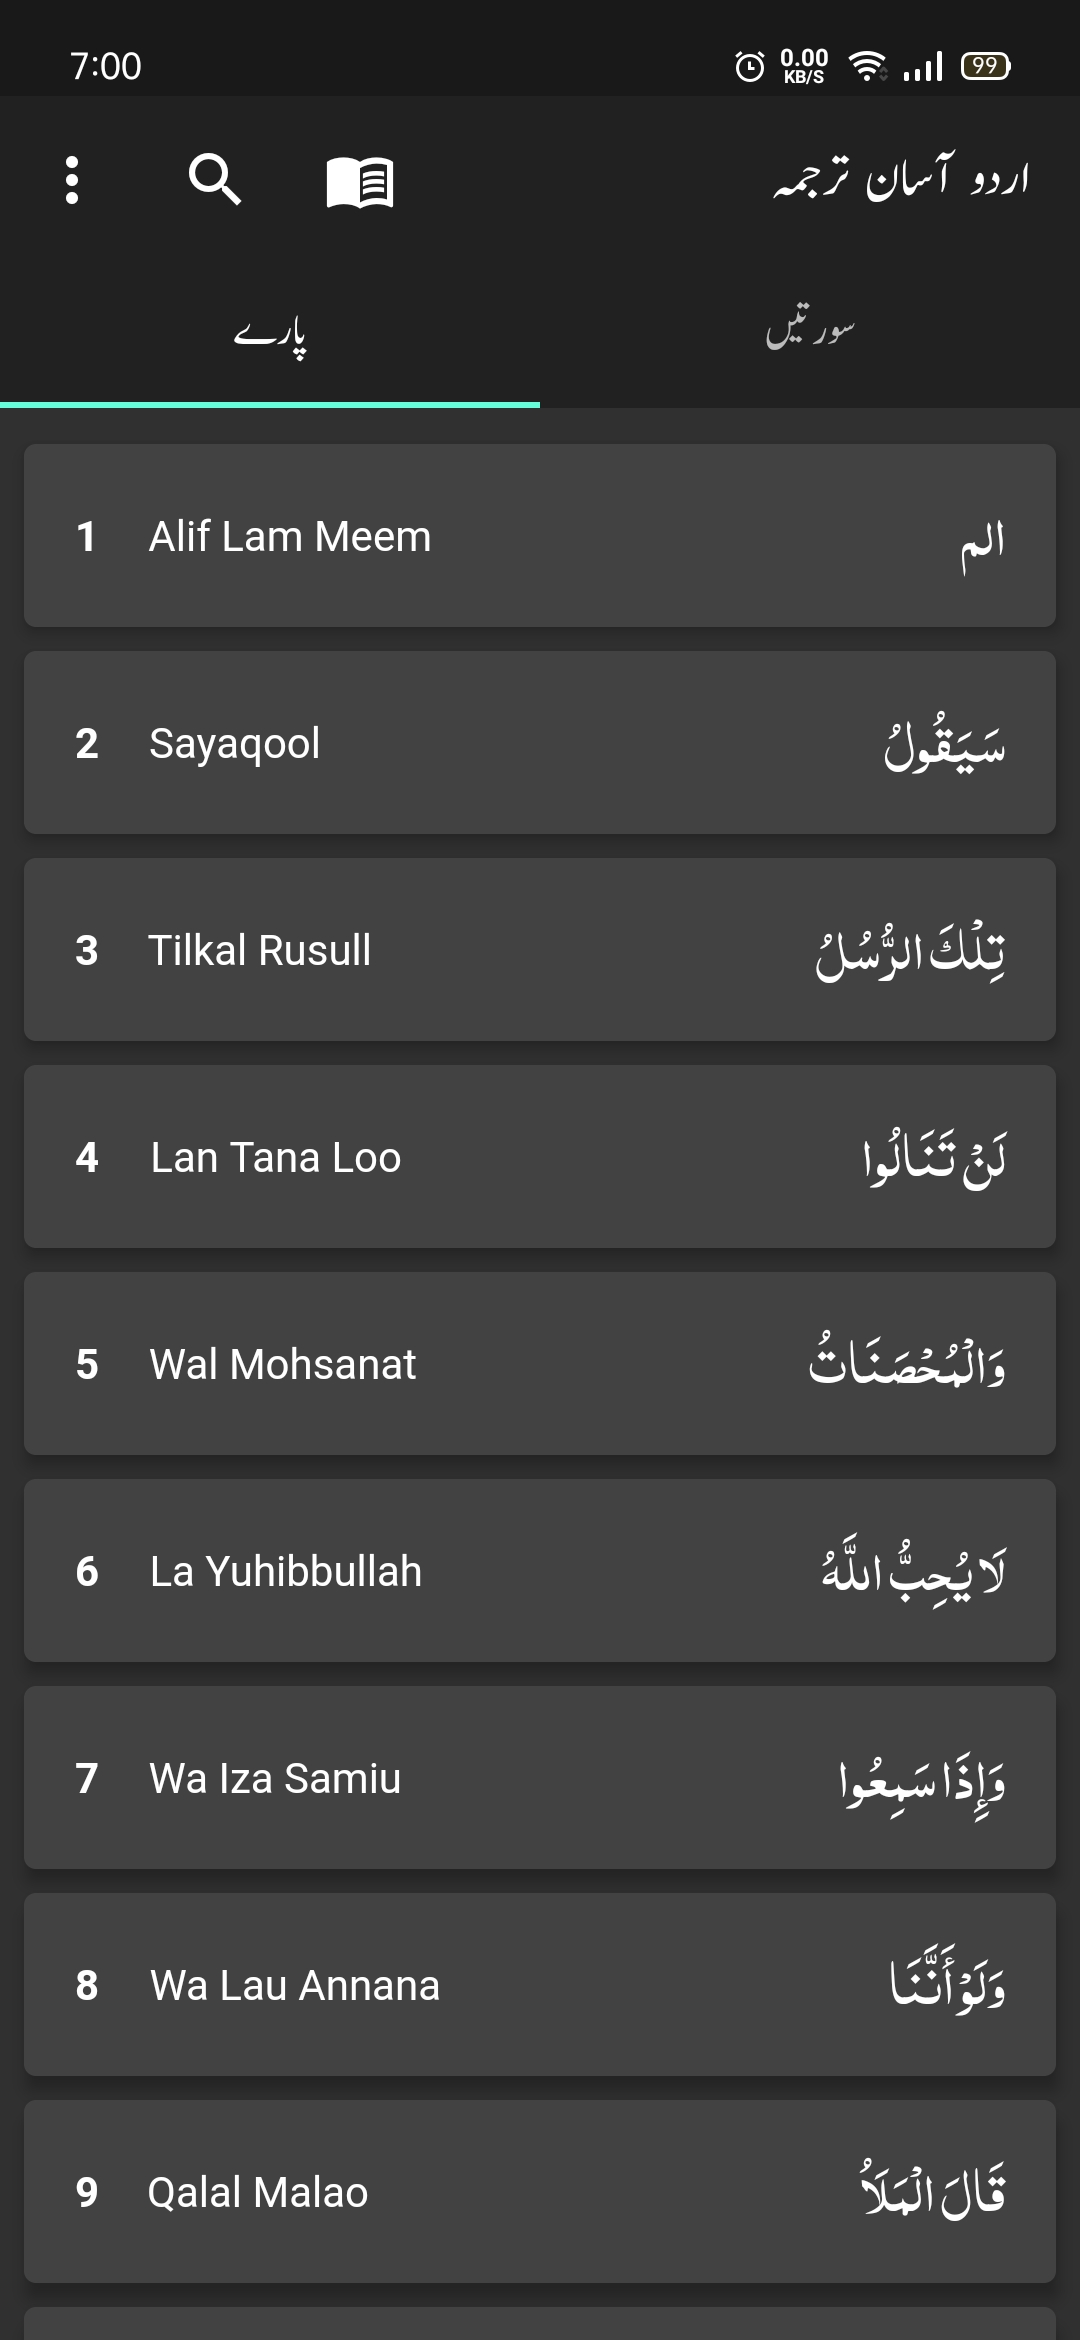 7:00
0.00
KB/S
99
اردو آسان ترجمہ
پارے
سورتیں
1 Alif Lam Meem الم
2 Sayaqool سَيَقُولُ
3 Tilkal Rusull تِلْكَ الرُّسُلُ
4 Lan Tana Loo لَنْ تَنَالُوا
5 Wal Mohsanat وَالْمُحْصَنَاتُ
6 La Yuhibbullah لَا يُحِبُّ اللَّهُ
7 Wa Iza Samiu وَإِذَا سَمِعُوا
8 Wa Lau Annana وَلَوْ أَنَّنَا
9 Qalal Malao قَالَ الْمَلَأُ